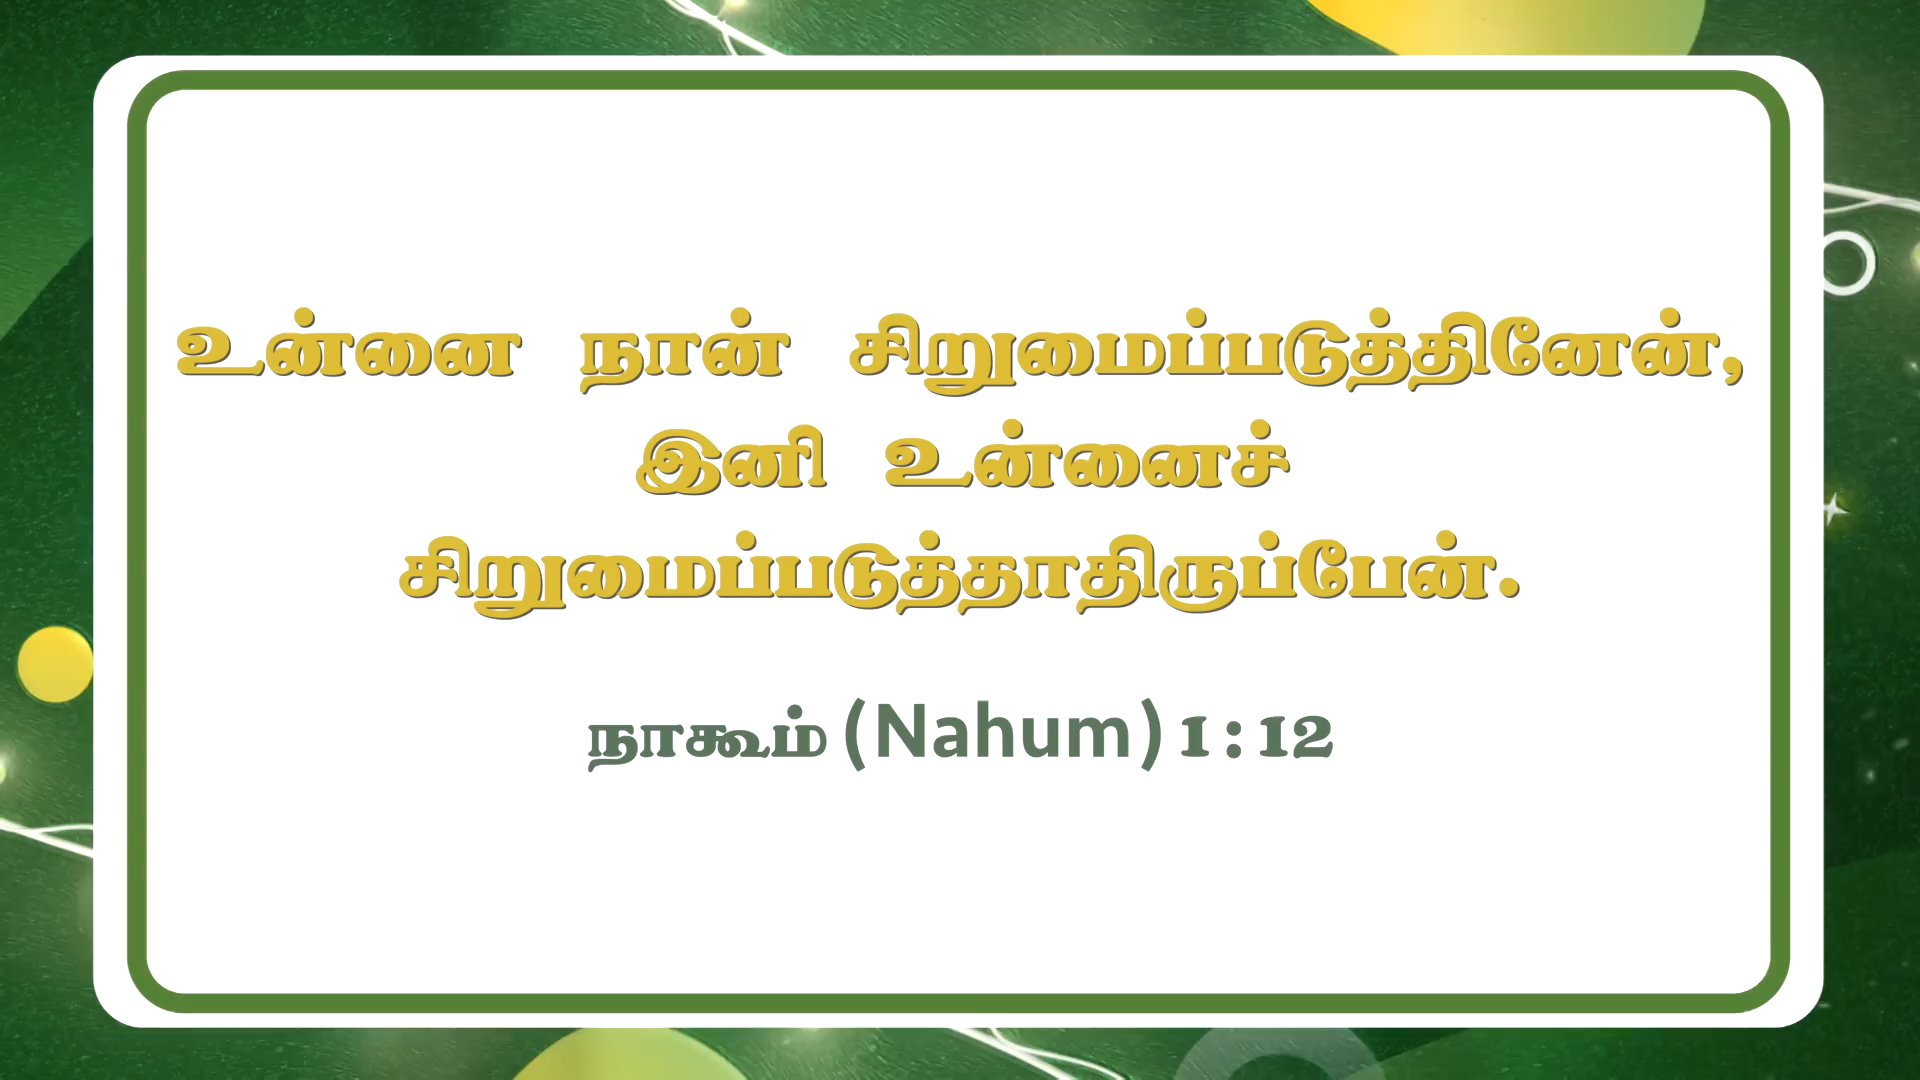 உன்னை நான் சிறுமைப்படுத்தினேன்,
இனி உன்னைச்
சிறுமைப்படுத்தாதிருப்பேன்.
நாகூம் (Nahum) 1:12